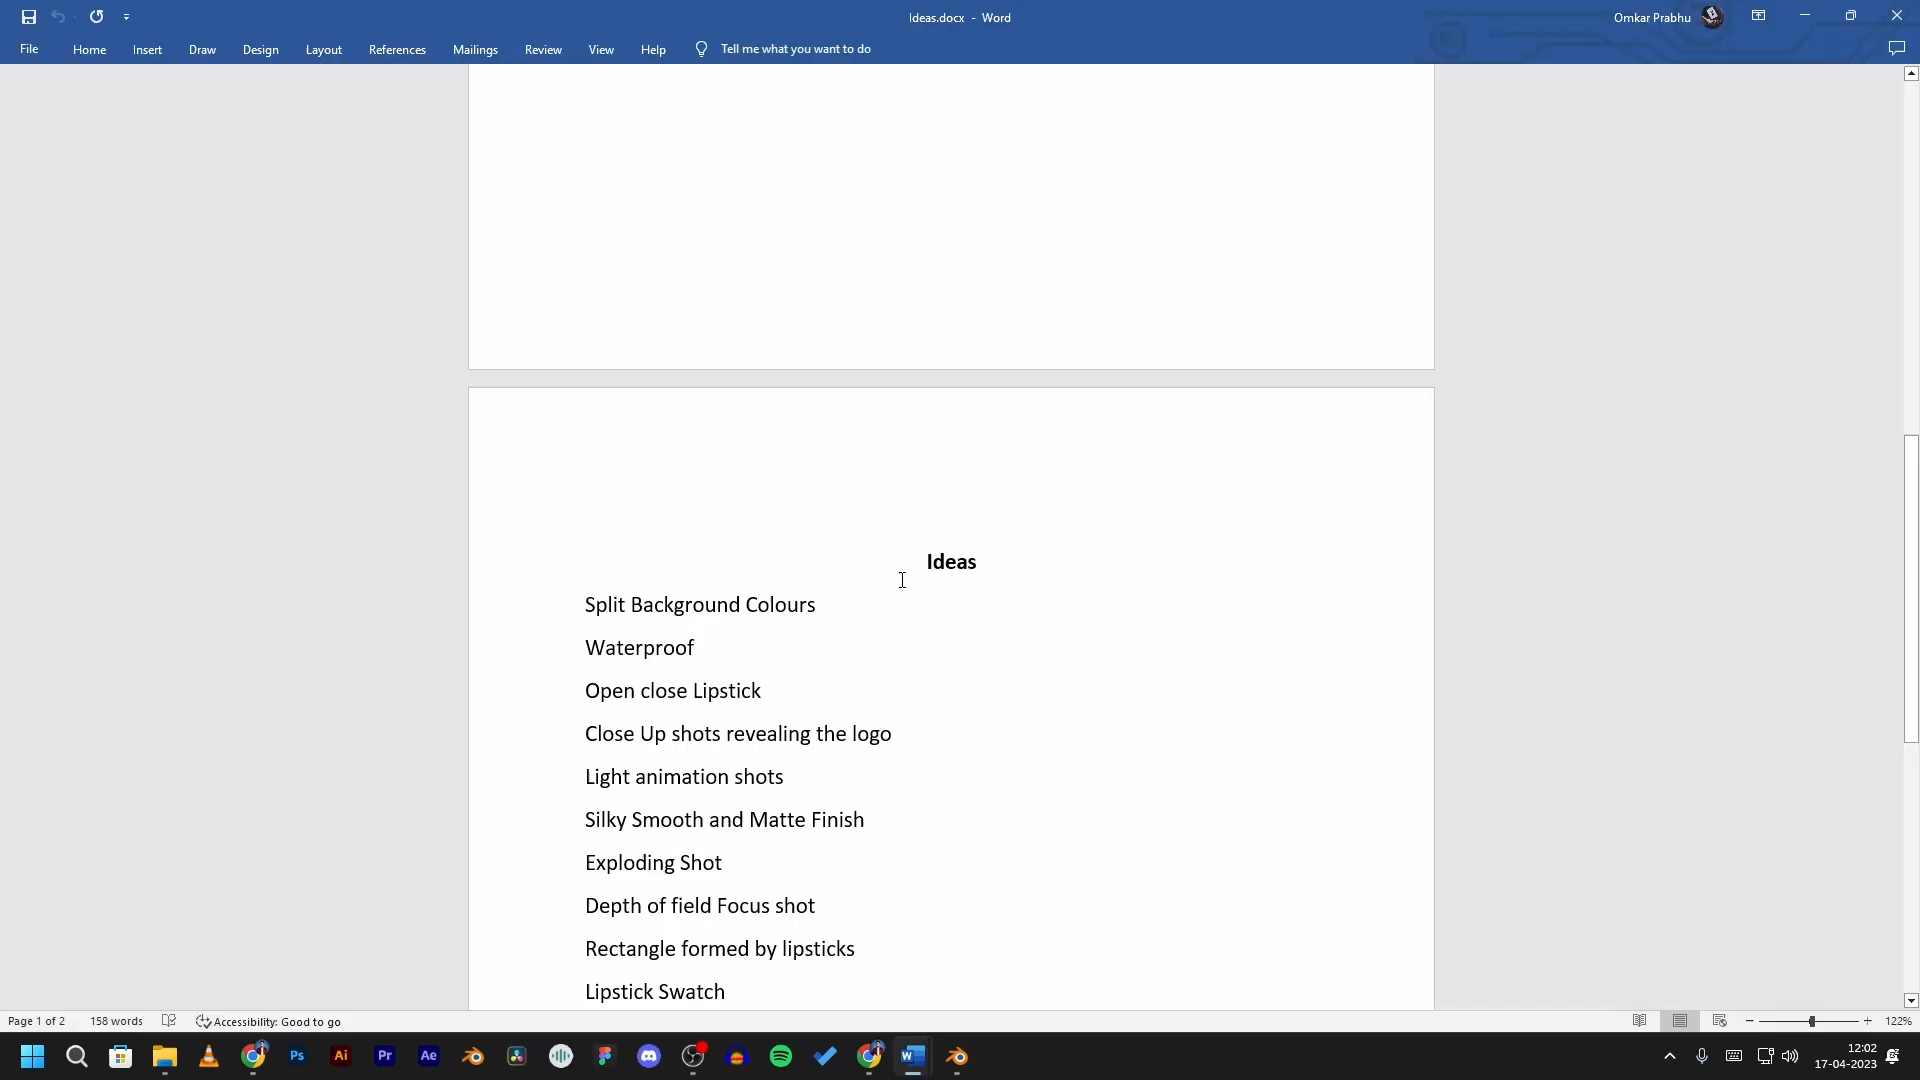 Ideas.docx - Word
Omkar Prabhu
File Home Insert Draw Design Layout References Mailings Review View Help Tell me what you want to do
Ideas
Split Background Colours
Waterproof
Open close Lipstick
Close Up shots revealing the logo
Light animation shots
Silky Smooth and Matte Finish
Exploding Shot
Depth of field Focus shot
Rectangle formed by lipsticks
Lipstick Swatch
Page 1 of 2 158 words Accessibility: Good to go 122%
Ps Ai Pr Ae W
12:02
17-04-2023